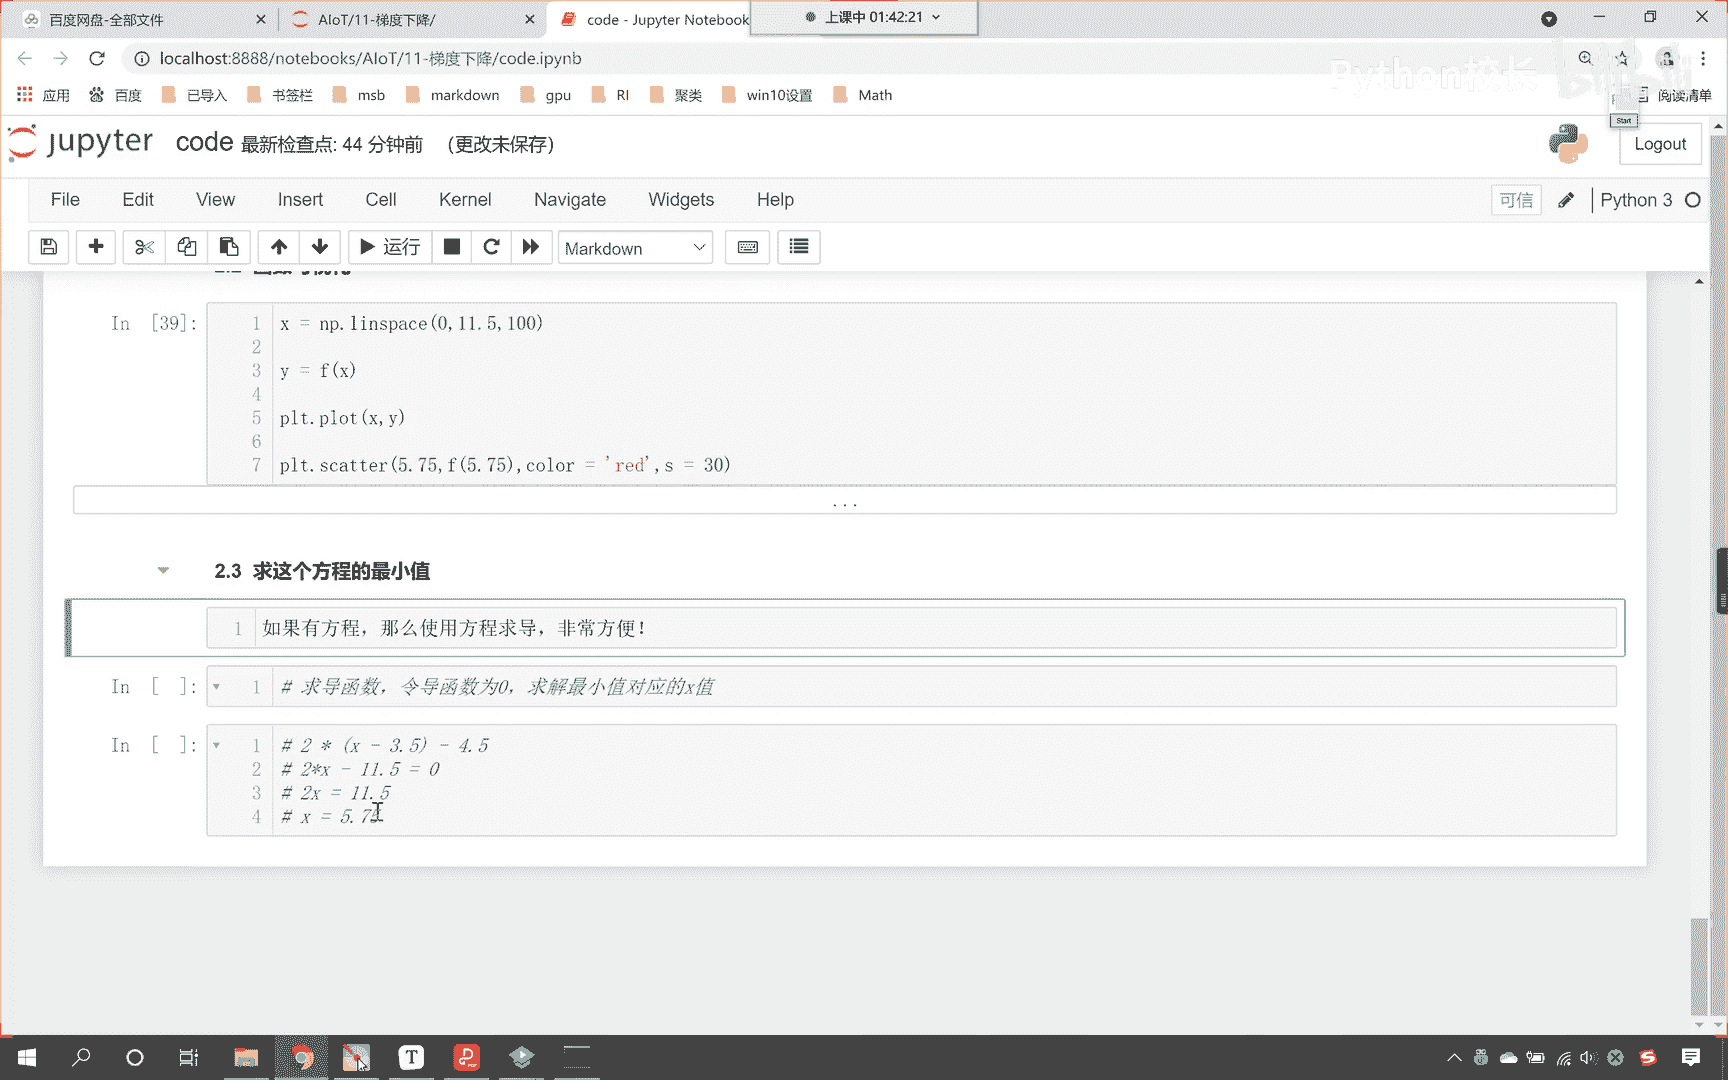 百度网盘-全部文件
AIoT/11-梯度下降/
code - Jupyter Notebook
上课中 01:42:21
localhost:8888/notebooks/AIoT/11-梯度下降/code.ipynb
Python校长
应用
百度
已导入
书签栏
msb
markdown
gpu
RI
聚类
win10设置
Math
阅读清单
Start
jupyter code 最新检查点: 44 分钟前 (更改未保存)
Logout
File Edit View Insert Cell Kernel Navigate Widgets Help
可信
Python 3
运行
Markdown
In [39]:
1 x = np.linspace(0,11.5,100)
2
3 y = f(x)
4
5 plt.plot(x,y)
6
7 plt.scatter(5.75,f(5.75),color = 'red',s = 30)
...
2.3 求这个方程的最小值
1 如果有方程，那么使用方程求导，非常方便！
In [ ]:
1 # 求导函数，令导函数为0，求解最小值对应的x值
In [ ]:
1 # 2 * (x - 3.5) - 4.5
2 # 2*x - 11.5 = 0
3 # 2x = 11.5
4 # x = 5.75